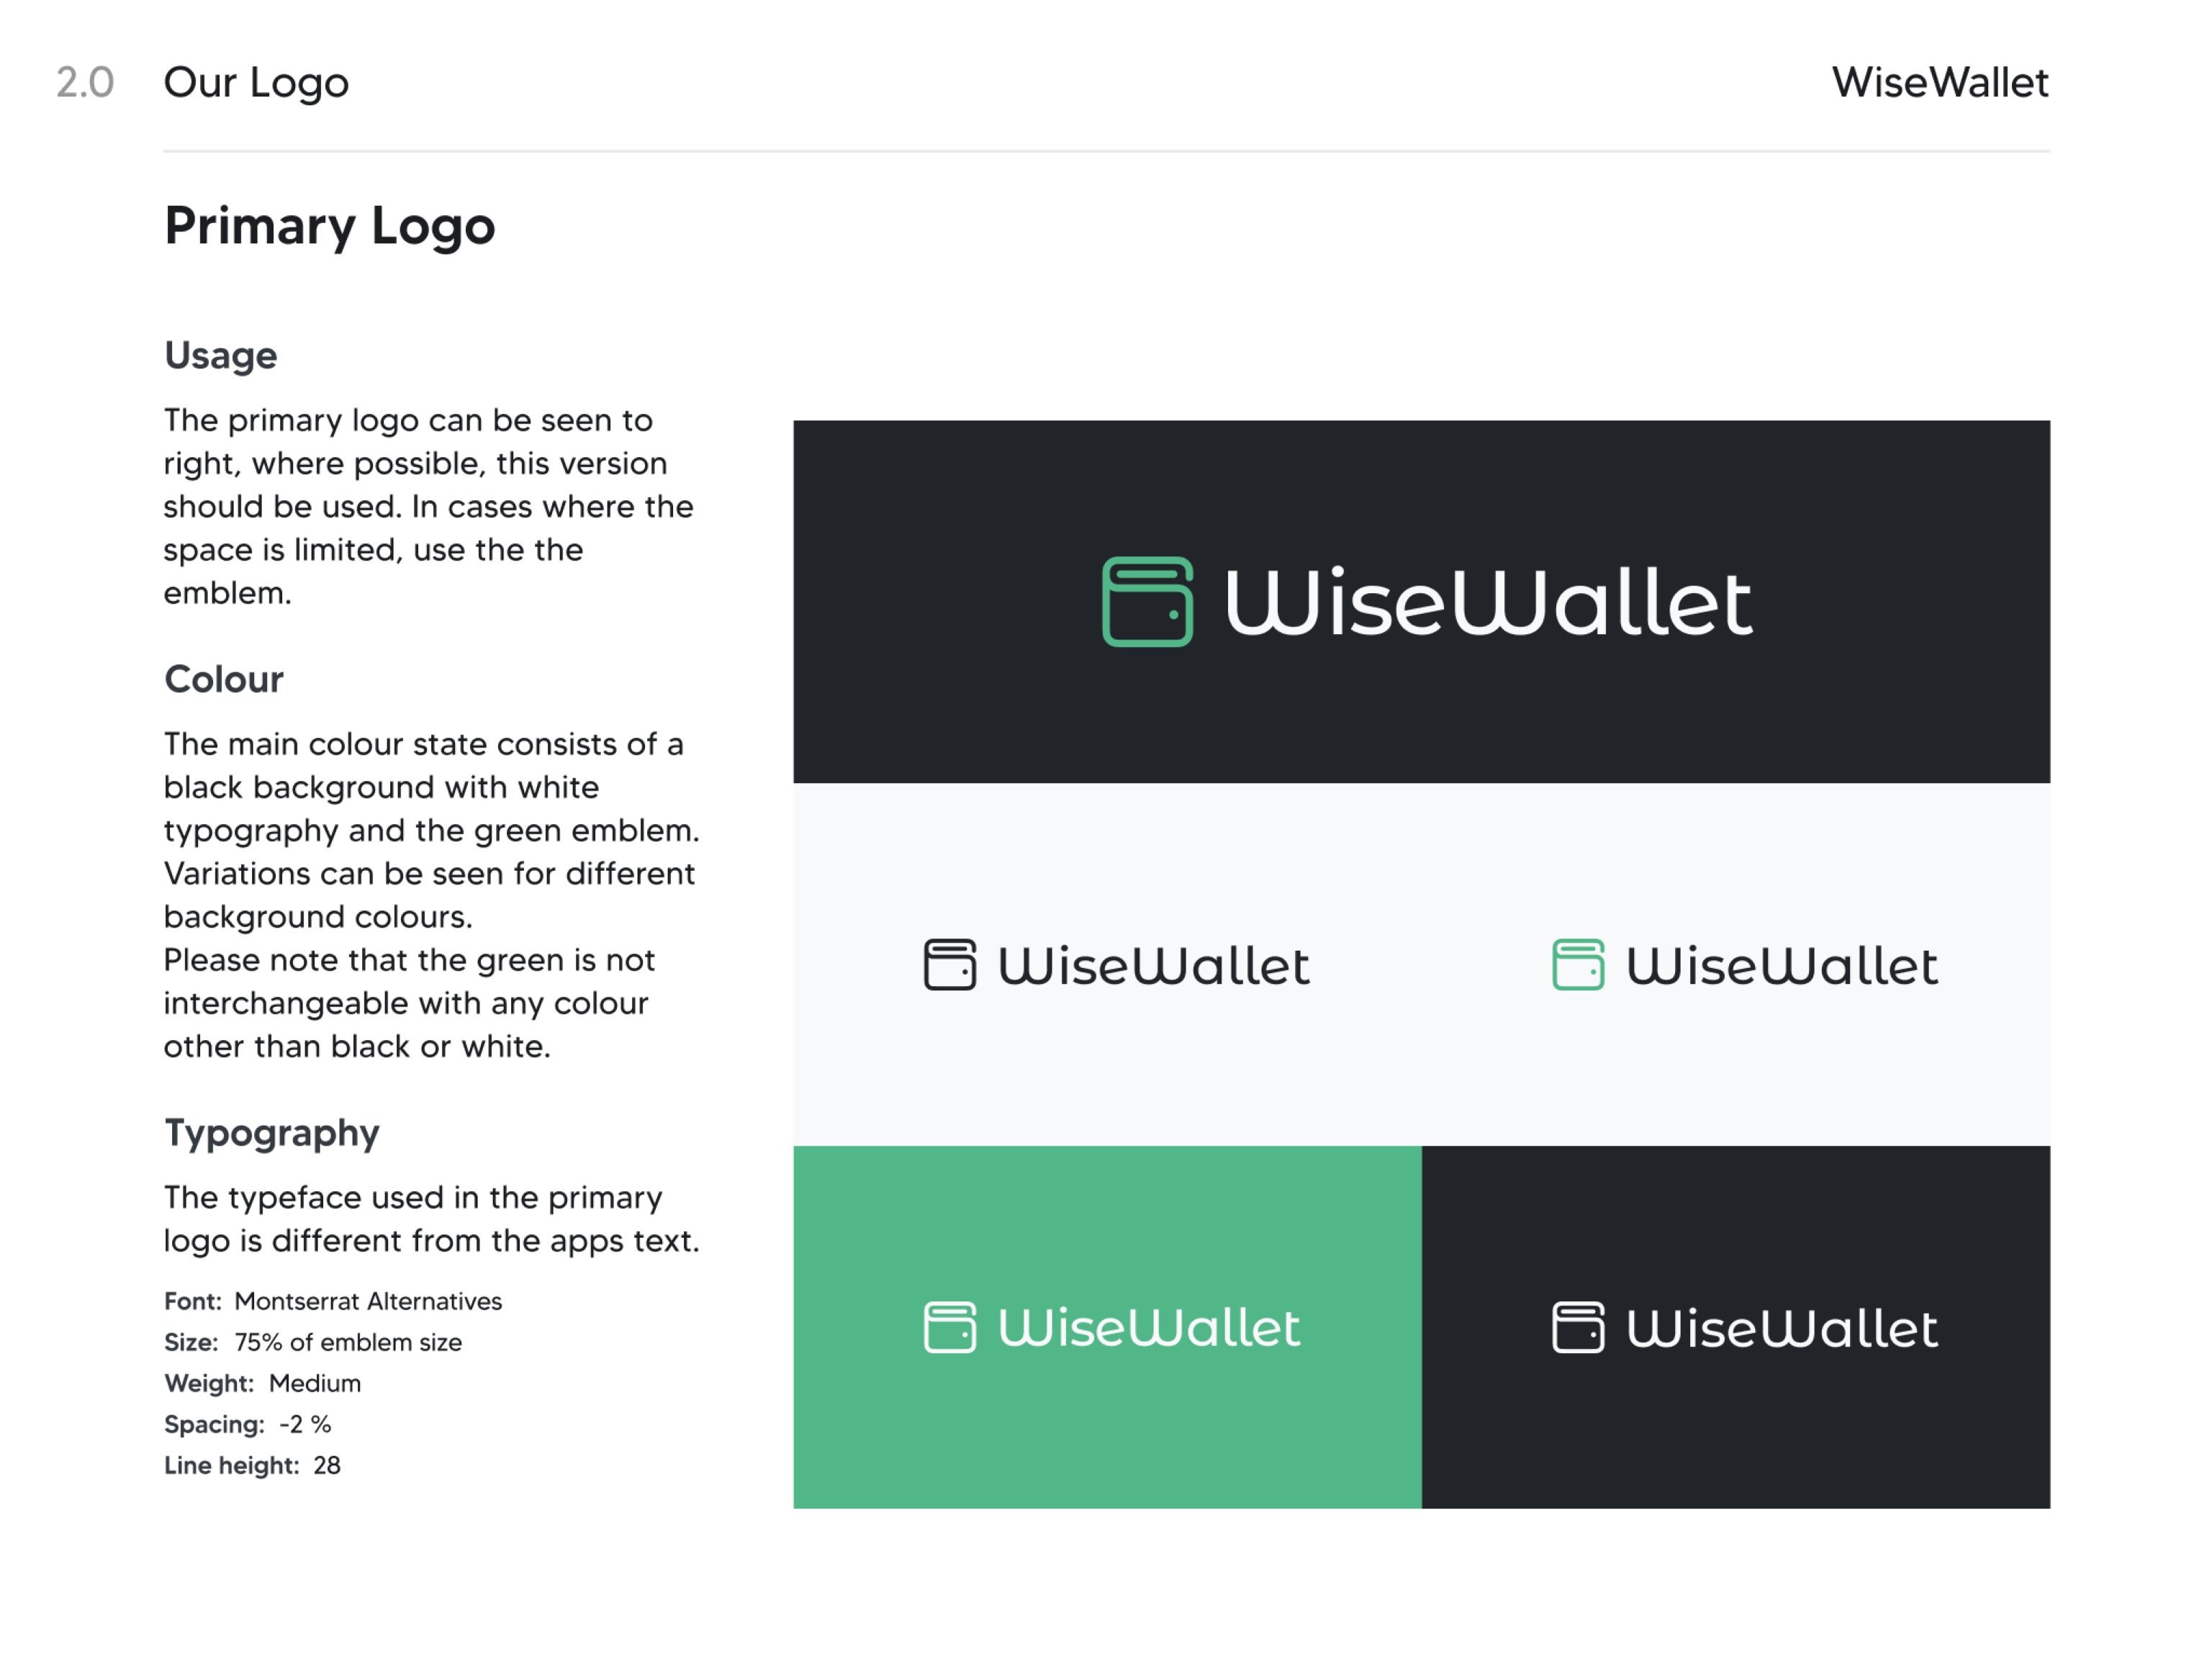 2.0 Our Logo WiseWallet
Primary Logo
Usage
The primary logo can be seen to
right, where possible, this version
should be used. In cases where the
space is limited, use the the
emblem.
Colour
The main colour state consists of a
black background with white
typography and the green emblem.
Variations can be seen for different
background colours.
Please note that the green is not
interchangeable with any colour
other than black or white.
Typography
The typeface used in the primary
logo is different from the apps text.
Font: Montserrat Alternatives
Size: 75% of emblem size
Weight: Medium
Spacing: -2 %
Line height: 28
WiseWallet
WiseWallet WiseWallet
WiseWallet WiseWallet